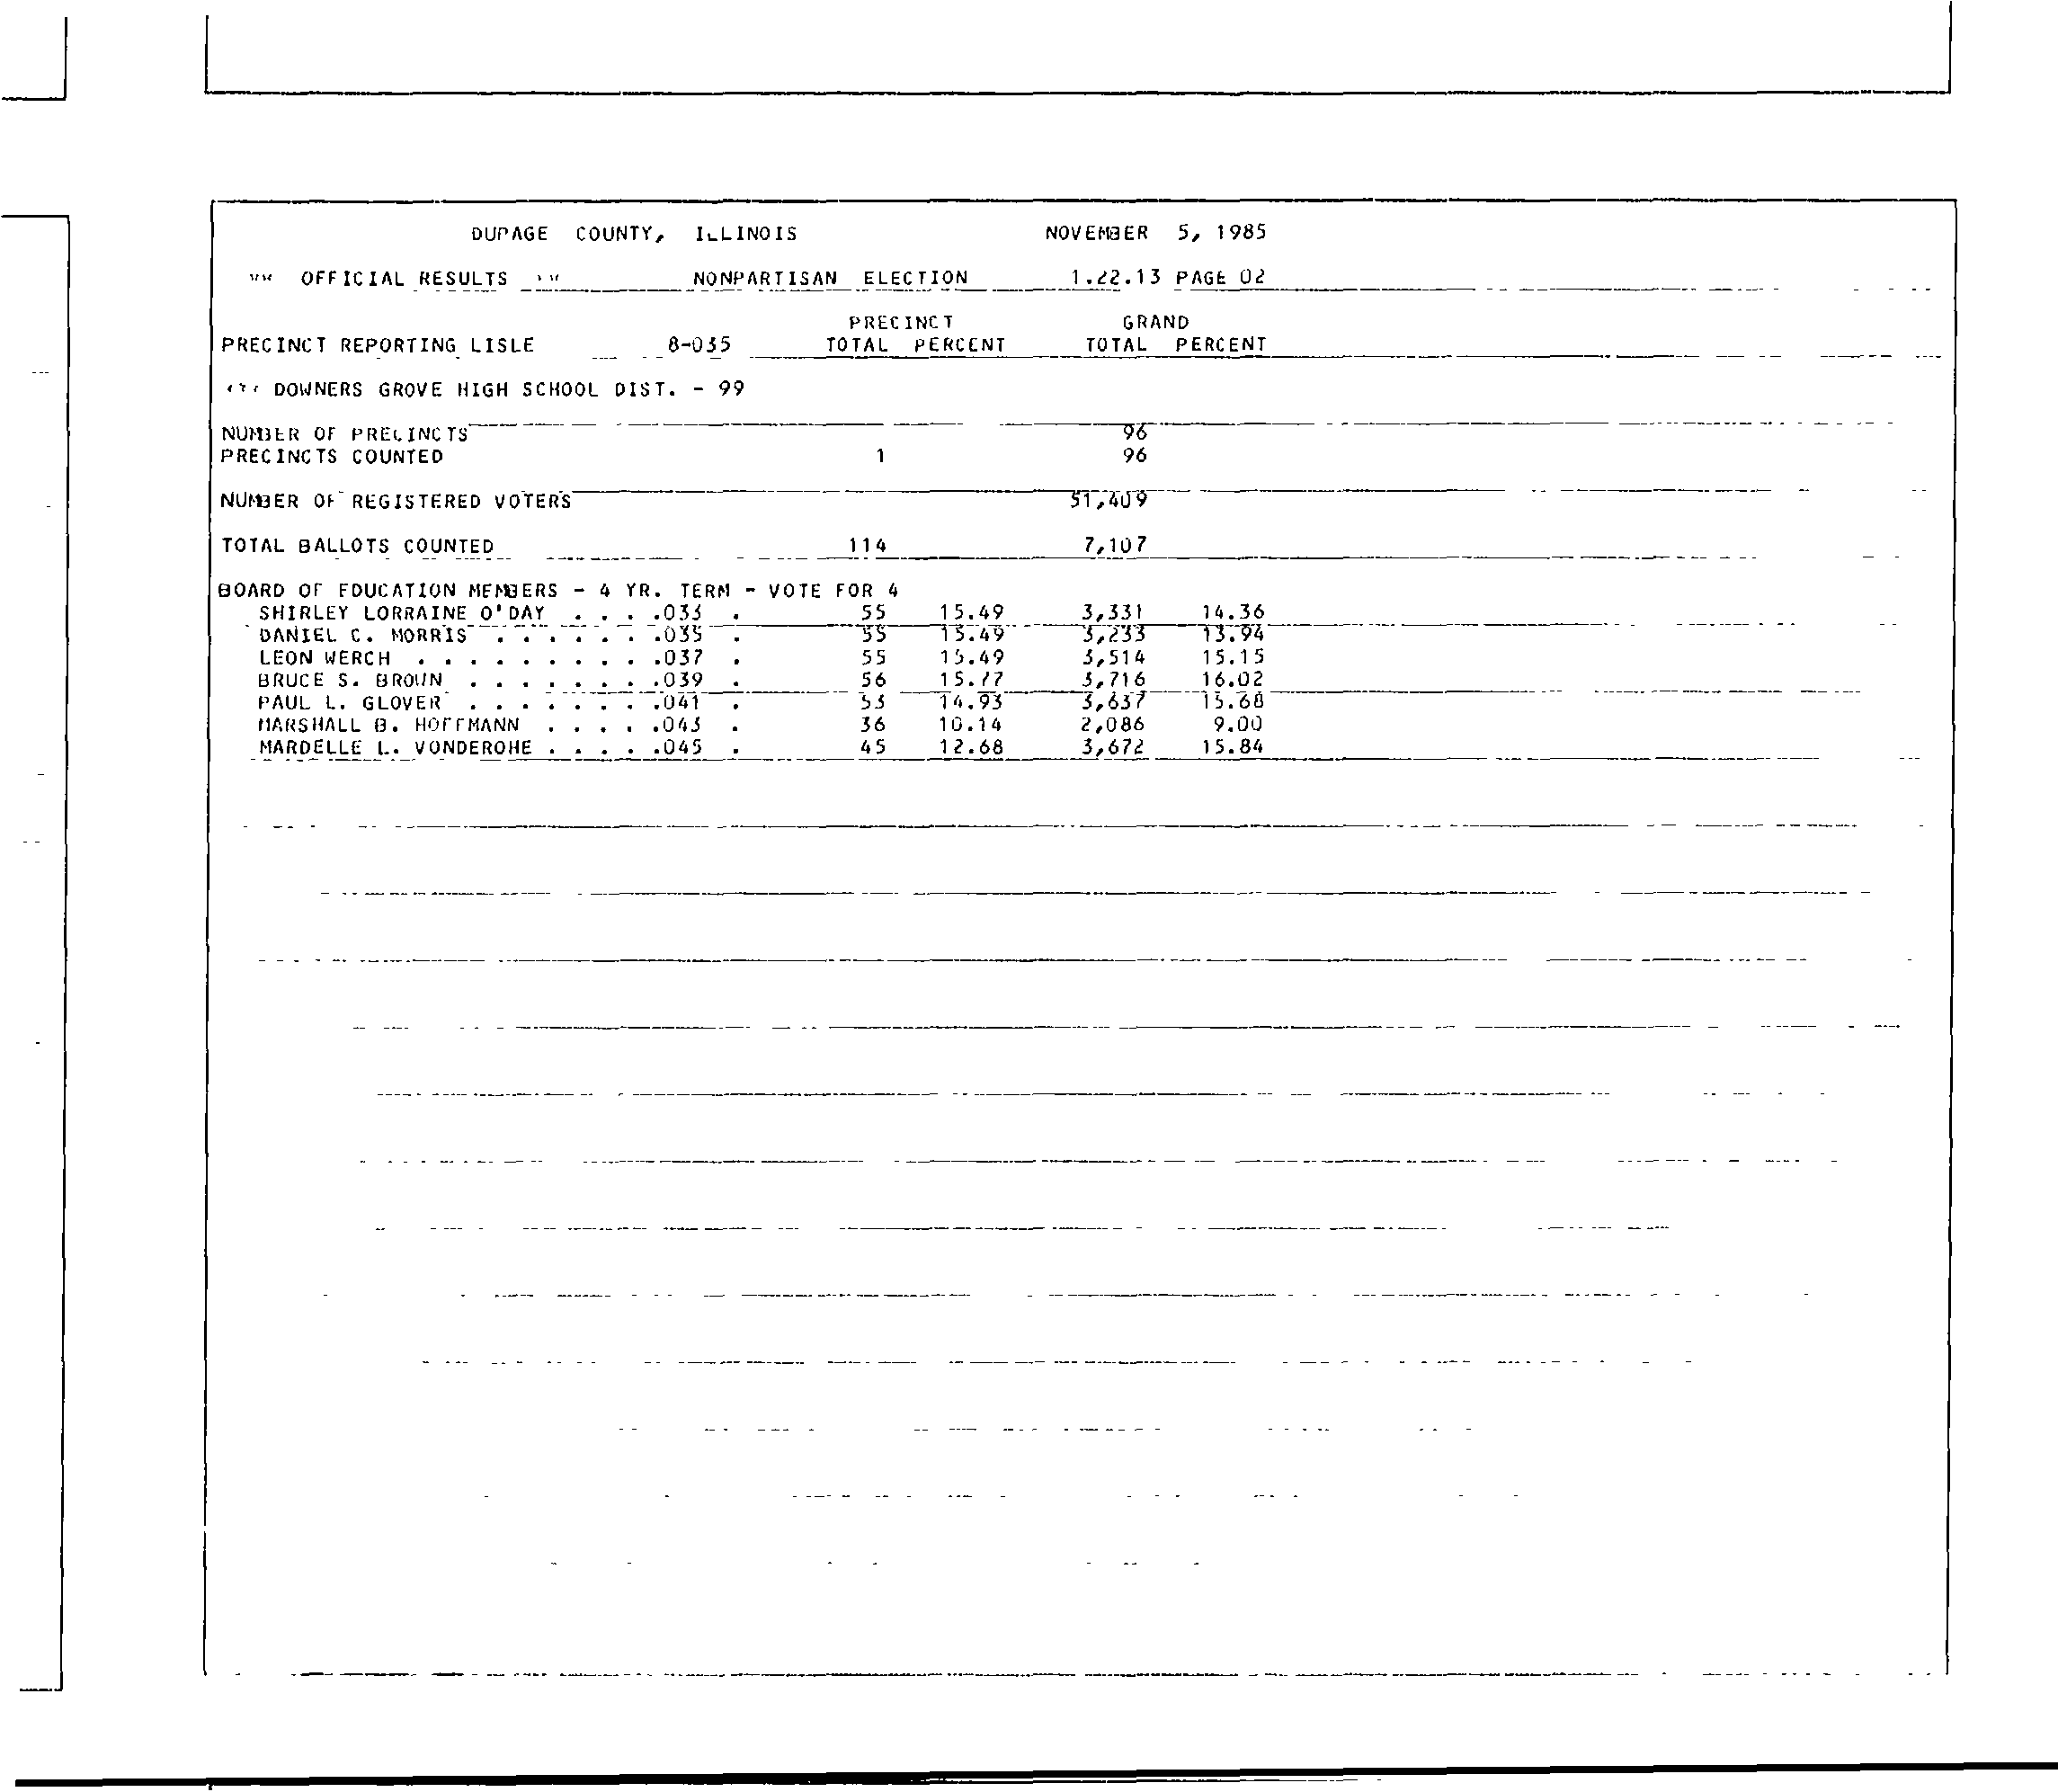 DUPAGE COUNTY, ILLINOIS NOVEMBER 5, 1985
** OFFICIAL RESULTS ** NONPARTISAN ELECTION 1.22.13 PAGE 02
PRECINCT GRAND
PRECINCT REPORTING LISLE 8-035 TOTAL PERCENT TOTAL PERCENT
*** DOWNERS GROVE HIGH SCHOOL DIST. - 99
NUMBER OF PRECINCTS 96
PRECINCTS COUNTED 1 96
NUMBER OF REGISTERED VOTERS 51,409
TOTAL BALLOTS COUNTED 114 7,107
BOARD OF EDUCATION MEMBERS - 4 YR. TERM - VOTE FOR 4
SHIRLEY LORRAINE O'DAY . . . .033 . 55 15.49 3,331 14.36
DANIEL C. MORRIS . . . . . . .035 . 55 15.49 3,233 13.94
LEON WERCH . . . . . . . . . .037 . 55 15.49 3,514 15.15
BRUCE S. BROWN . . . . . . . .039 . 56 15.77 3,716 16.02
PAUL L. GLOVER . . . . . . . .041 . 53 14.93 3,637 15.68
MARSHALL B. HOFFMANN . . . . .043 . 36 10.14 2,086 9.00
MARDELLE L. VONDEROHE . . . . .045 . 45 12.68 3,672 15.84